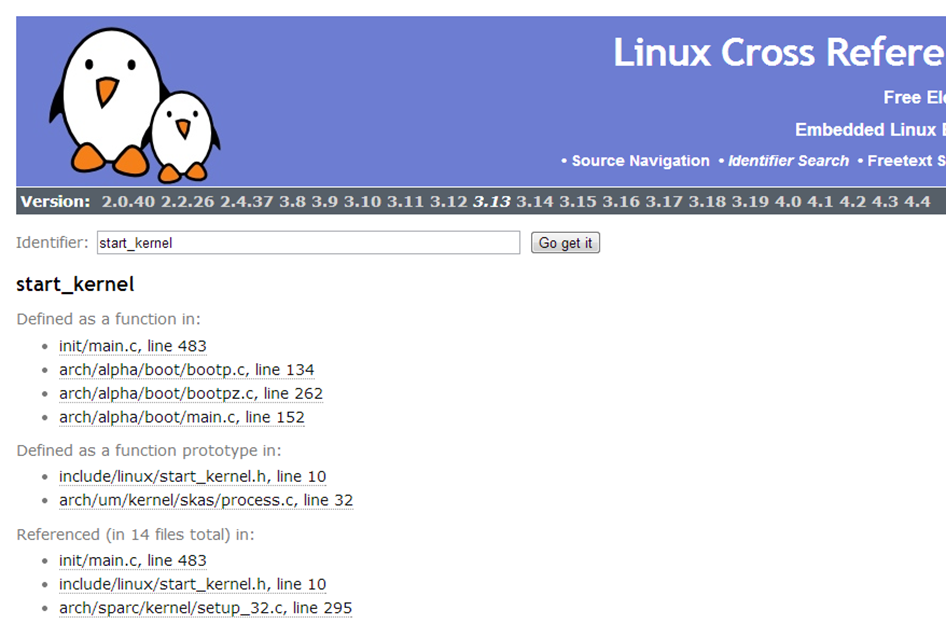 Linux Cross Refere
Free Ele
Embedded Linux E
• Source Navigation • Identifier Search • Freetext S
Version: 2.0.40 2.2.26 2.4.37 3.8 3.9 3.10 3.11 3.12 3.13 3.14 3.15 3.16 3.17 3.18 3.19 4.0 4.1 4.2 4.3 4.4
Identifier: start_kernel Go get it
start_kernel
Defined as a function in:
• init/main.c, line 483
• arch/alpha/boot/bootp.c, line 134
• arch/alpha/boot/bootpz.c, line 262
• arch/alpha/boot/main.c, line 152
Defined as a function prototype in:
• include/linux/start_kernel.h, line 10
• arch/um/kernel/skas/process.c, line 32
Referenced (in 14 files total) in:
• init/main.c, line 483
• include/linux/start_kernel.h, line 10
• arch/sparc/kernel/setup_32.c, line 295